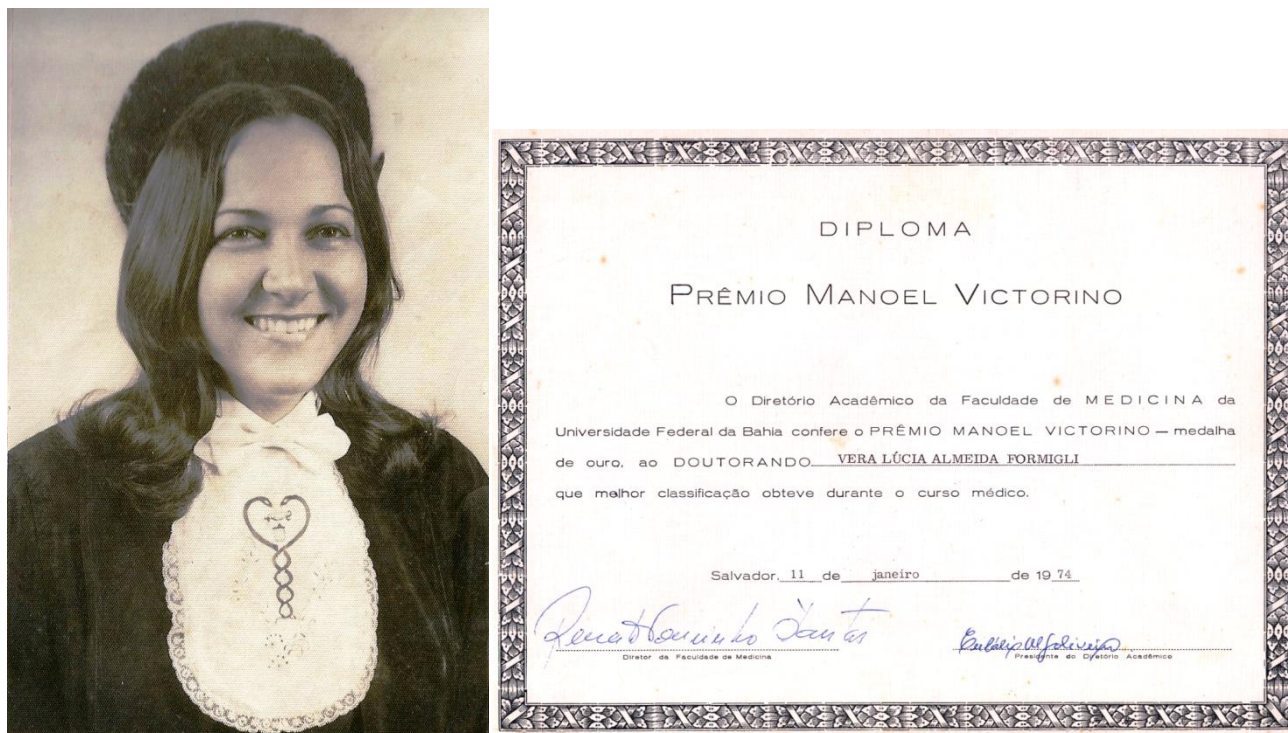 DIPLOMA
PRÊMIO MANOEL VICTORINO
O Diretório Acadêmico da Faculdade de MEDICINA da
Universidade Federal da Bahia confere o PRÊMIO MANOEL VICTORINO — medalha
de ouro, ao DOUTORANDO VERA LÚCIA ALMEIDA FORMIGLI
que melhor classificação obteve durante o curso médico.
Salvador, 11 de janeiro de 19 74
Diretor da Faculdade de Medicina
Presidente do Diretório Acadêmico